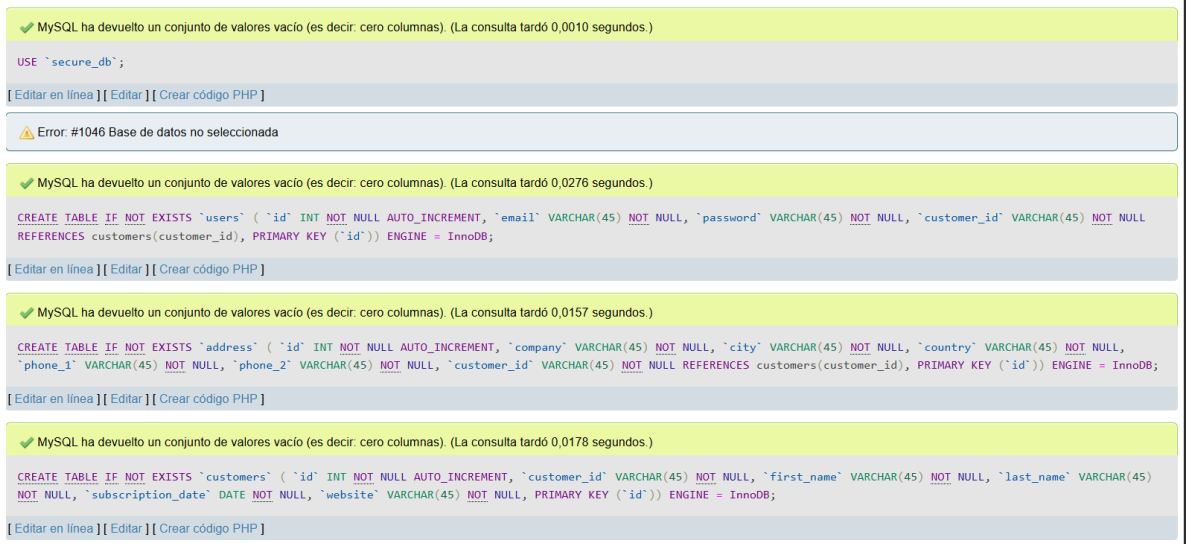 MySQL ha devuelto un conjunto de valores vacío (es decir: cero columnas). (La consulta tardó 0,0010 segundos.)
USE `secure_db`;
[ Editar en línea ] [ Editar ] [ Crear código PHP ]
Error: #1046 Base de datos no seleccionada
MySQL ha devuelto un conjunto de valores vacío (es decir: cero columnas). (La consulta tardó 0,0276 segundos.)
CREATE TABLE IF NOT EXISTS `users` ( `id` INT NOT NULL AUTO_INCREMENT, `email` VARCHAR(45) NOT NULL, `password` VARCHAR(45) NOT NULL, `customer_id` VARCHAR(45) NOT NULL
REFERENCES customers(customer_id), PRIMARY KEY (`id`)) ENGINE = InnoDB;
[ Editar en línea ] [ Editar ] [ Crear código PHP ]
MySQL ha devuelto un conjunto de valores vacío (es decir: cero columnas). (La consulta tardó 0,0157 segundos.)
CREATE TABLE IF NOT EXISTS `address` ( `id` INT NOT NULL AUTO_INCREMENT, `company` VARCHAR(45) NOT NULL, `city` VARCHAR(45) NOT NULL, `country` VARCHAR(45) NOT NULL,
`phone_1` VARCHAR(45) NOT NULL, `phone_2` VARCHAR(45) NOT NULL, `customer_id` VARCHAR(45) NOT NULL REFERENCES customers(customer_id), PRIMARY KEY (`id`)) ENGINE = InnoDB;
[ Editar en línea ] [ Editar ] [ Crear código PHP ]
MySQL ha devuelto un conjunto de valores vacío (es decir: cero columnas). (La consulta tardó 0,0178 segundos.)
CREATE TABLE IF NOT EXISTS `customers` ( `id` INT NOT NULL AUTO_INCREMENT, `customer_id` VARCHAR(45) NOT NULL, `first_name` VARCHAR(45) NOT NULL, `last_name` VARCHAR(45)
NOT NULL, `subscription_date` DATE NOT NULL, `website` VARCHAR(45) NOT NULL, PRIMARY KEY (`id`)) ENGINE = InnoDB;
[ Editar en línea ] [ Editar ] [ Crear código PHP ]